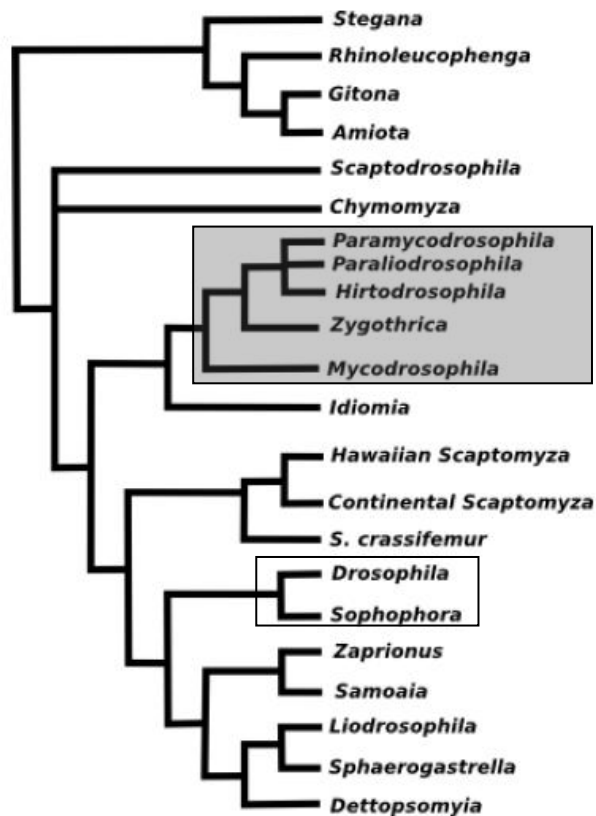 Stegana
Rhinoleucophenga
Gitona
Amiota
Scaptodrosophila
Chymomyza
Paramycodrosophila
Paraliodrosophila
Hirtodrosophila
Zygothrica
Mycodrosophila
Idiomia
Hawaiian Scaptomyza
Continental Scaptomyza
S. crassifemur
Drosophila
Sophophora
Zaprionus
Samoaia
Liodrosophila
Sphaerogastrella
Dettopsomyia